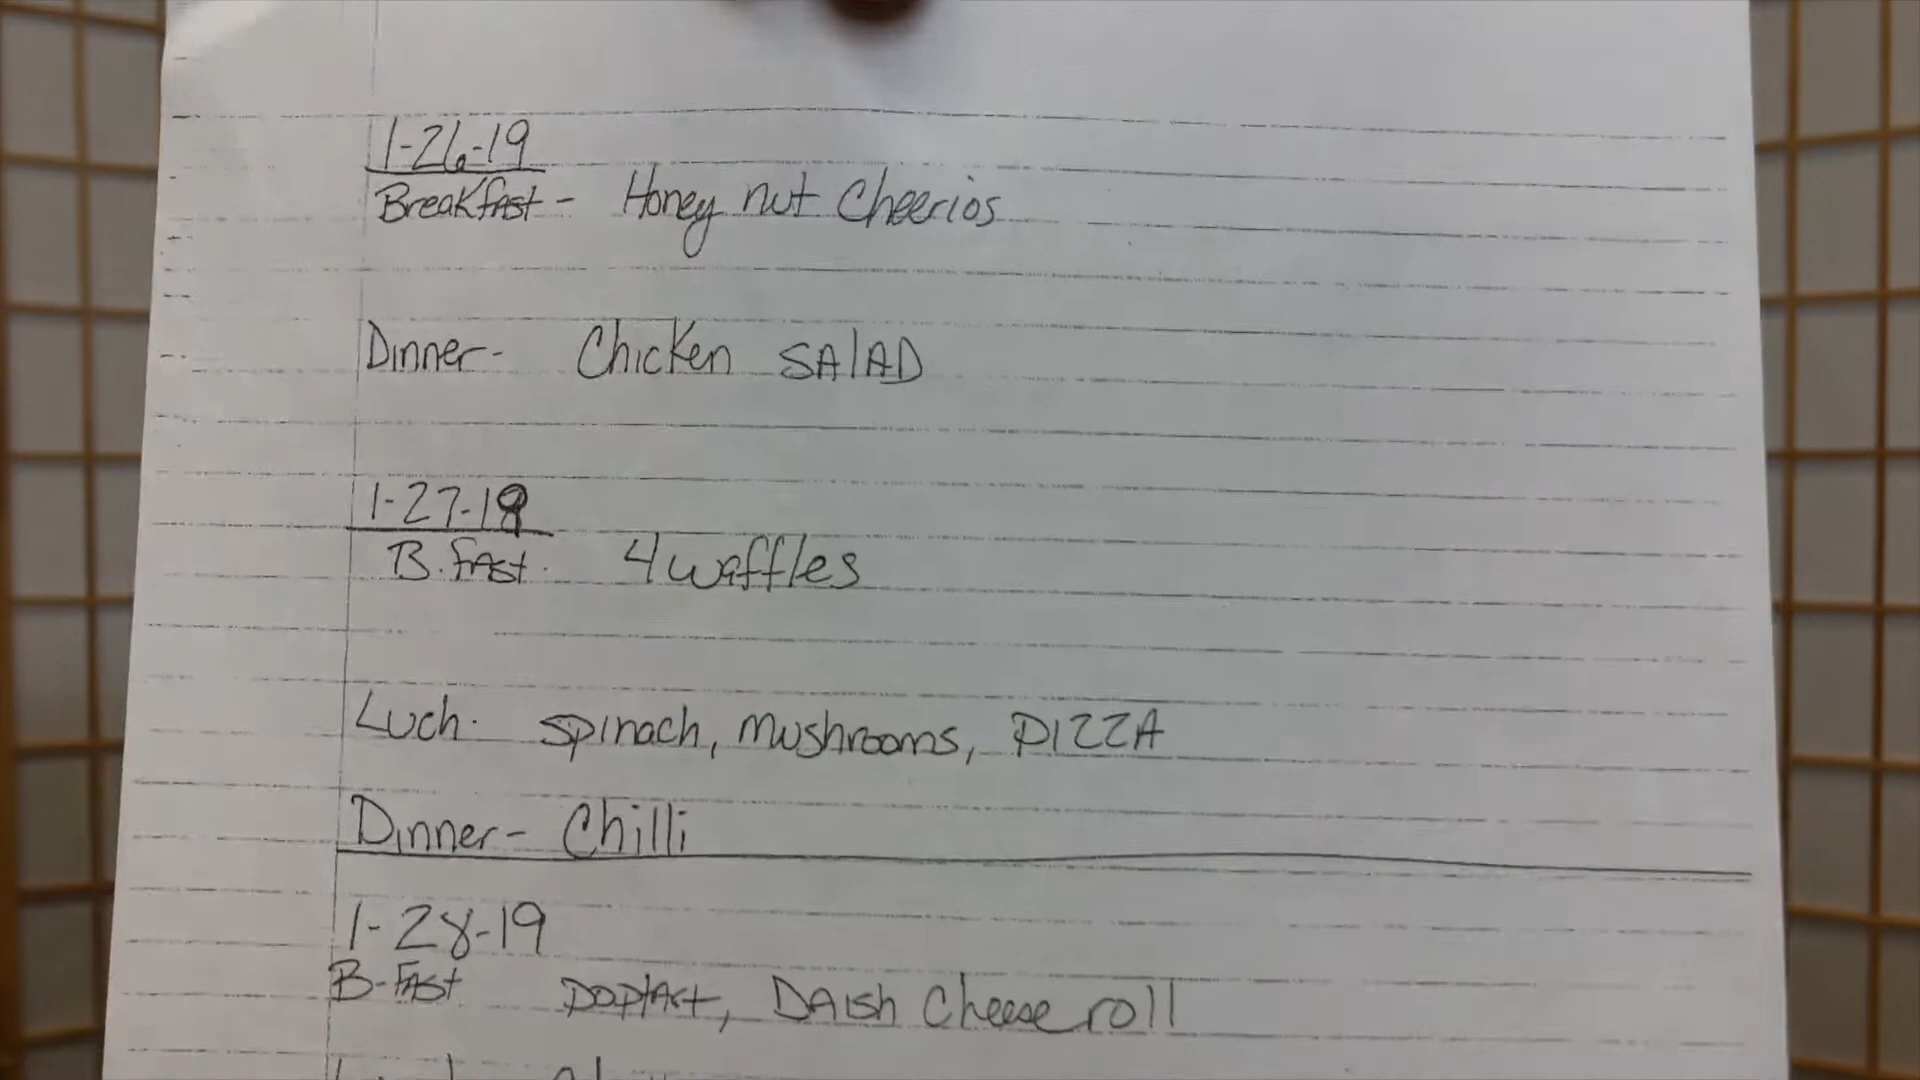 1-26-19
Breakfast - Honey nut Cheerios
Dinner - Chicken SALAD
1-27-19
B. fast. 4 waffles
Luch. spinach, mushrooms, PIZZA
Dinner - Chilli
1-28-19
B-Fast Poptart, DAish Cheese roll